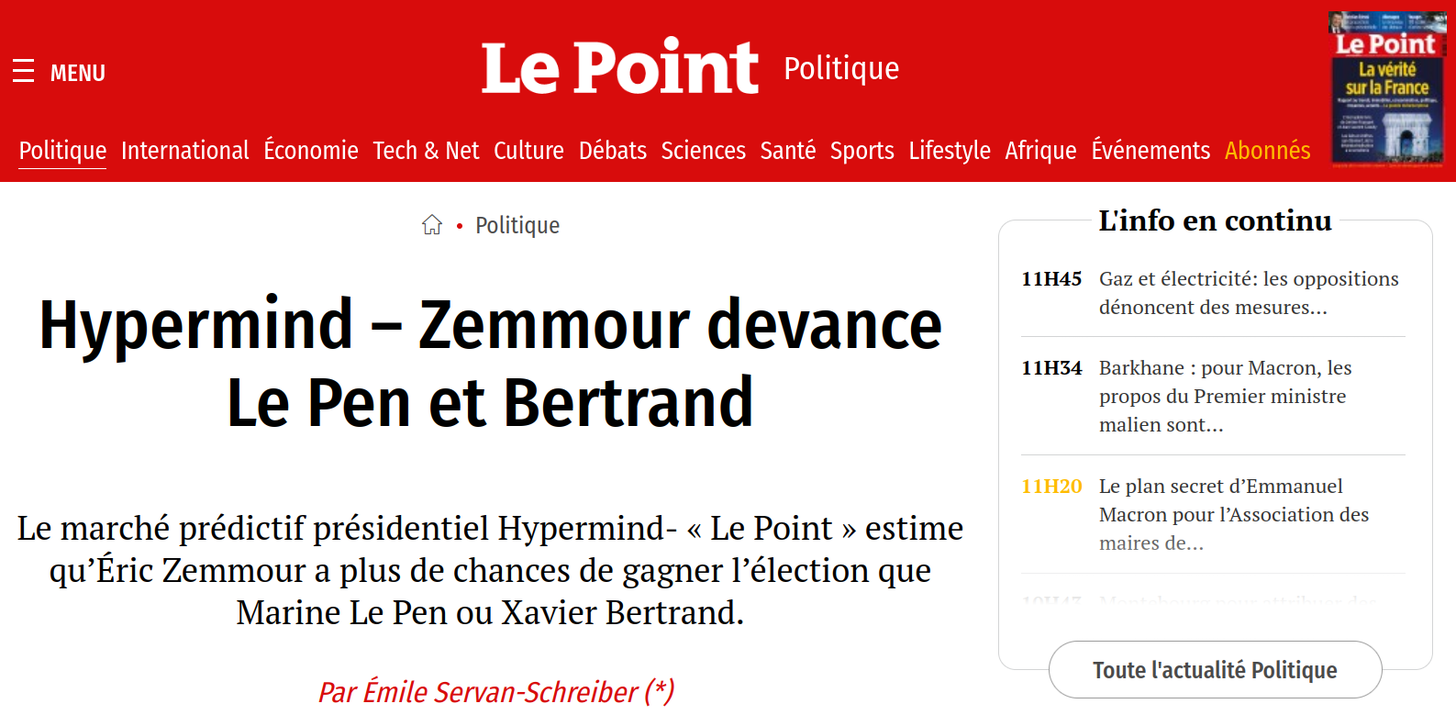 MENU
Le Point Politique
Le Point
La vérité
sur la France
Politique International Économie Tech & Net Culture Débats Sciences Santé Sports Lifestyle Afrique Événements Abonnés
• Politique
Hypermind – Zemmour devance
Le Pen et Bertrand
Le marché prédictif présidentiel Hypermind- « Le Point » estime
qu’Éric Zemmour a plus de chances de gagner l’élection que
Marine Le Pen ou Xavier Bertrand.
Par Émile Servan-Schreiber (*)
L'info en continu
11H45 Gaz et électricité: les oppositions
dénoncent des mesures...
11H34 Barkhane : pour Macron, les
propos du Premier ministre
malien sont...
11H20 Le plan secret d’Emmanuel
Macron pour l’Association des
maires de...
Toute l'actualité Politique